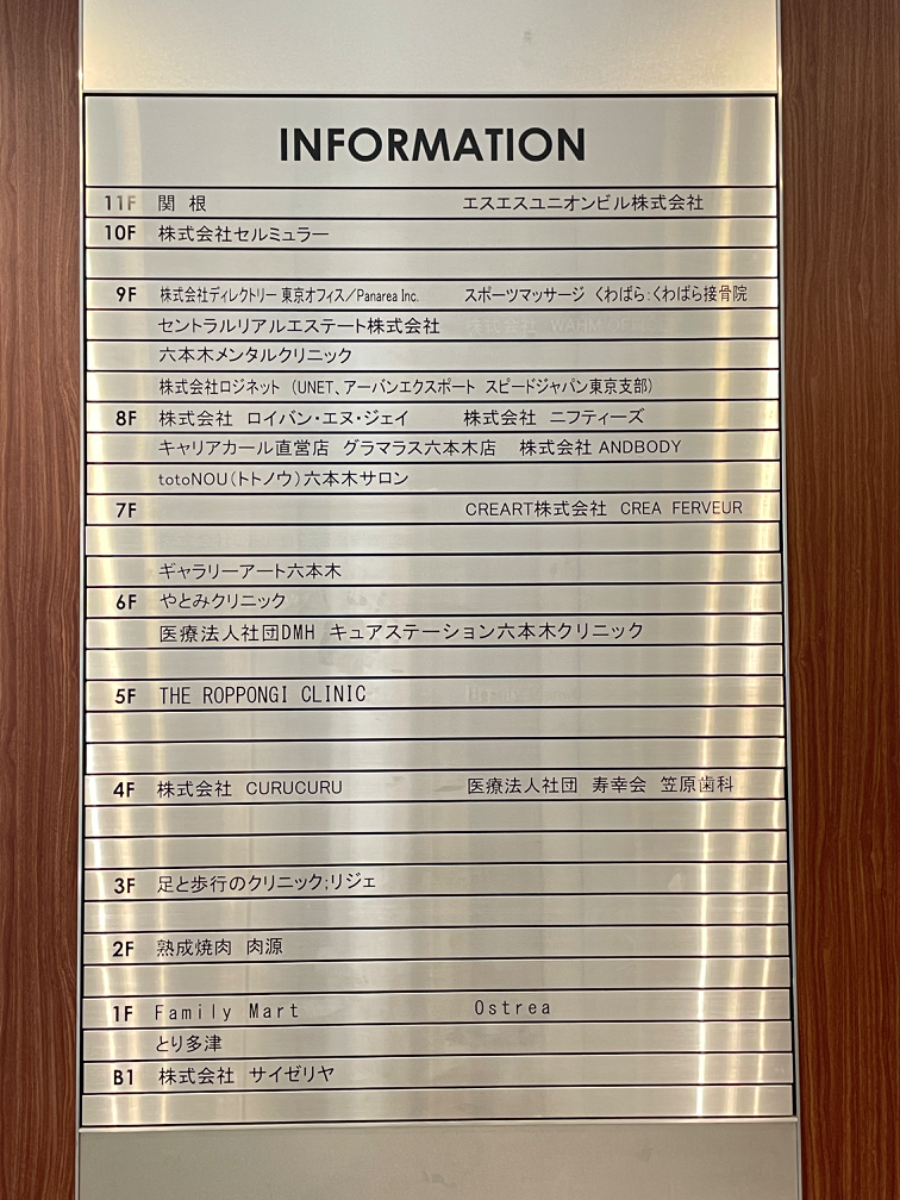 INFORMATION
11F 関 根 エスエスユニオンビル株式会社
10F 株式会社セルミュラー
9F 株式会社ディレクトリー 東京オフィス/Panarea Inc. スポーツマッサージ くわばら:くわばら接骨院
セントラルリアルエステート株式会社 株式会社 WAHM OFFICE
六本木メンタルクリニック
株式会社ロジネット (UNET、アーバンエクスポート スピードジャパン東京支部)
8F 株式会社 ロイバン・エヌ・ジェイ 株式会社 ニフティーズ
キャリアカール直営店 グラマラス六本木店 株式会社 ANDBODY
totoNOU(トトノウ)六本木サロン
7F CREART株式会社 CREA FERVEUR
ギャラリーアート六本木
6F やとみクリニック
医療法人社団DMH キュアステーション六本木クリニック
5F THE ROPPONGI CLINIC
4F 株式会社 CURUCURU 医療法人社団 寿幸会 笠原歯科
3F 足と歩行のクリニック;リジェ
2F 熟成焼肉 肉源
1F Family Mart Ostrea
とり多津
B1 株式会社 サイゼリヤ